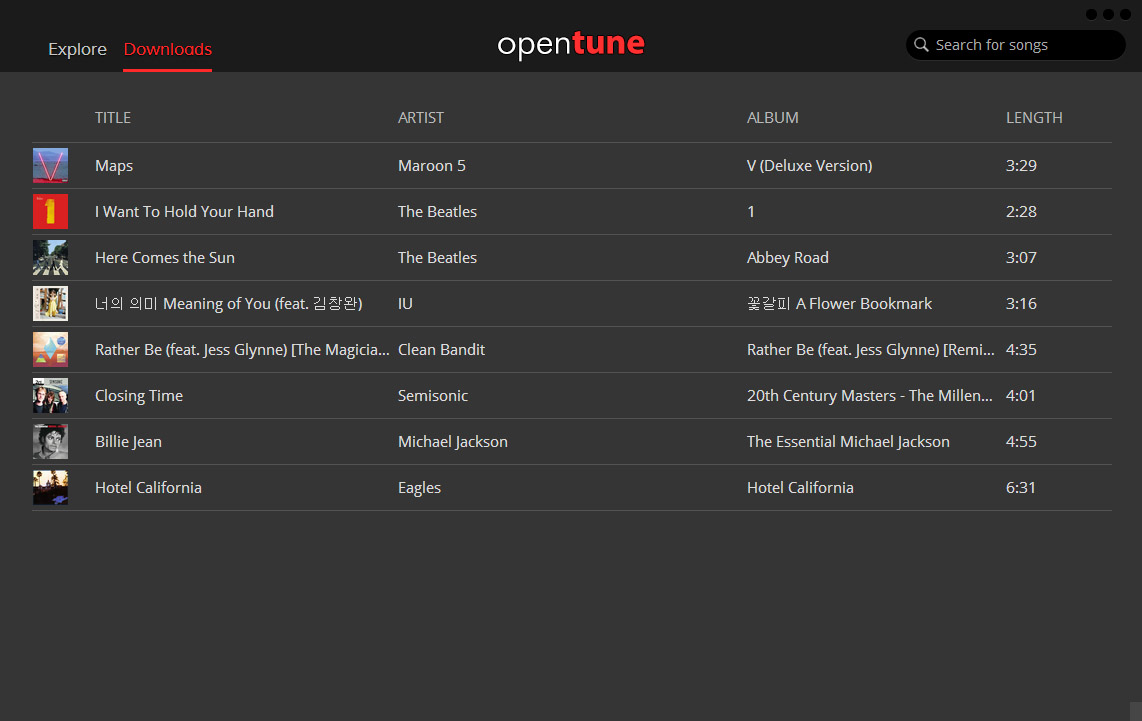 Explore Downloads opentune Search for songs
TITLE ARTIST ALBUM LENGTH
Maps Maroon 5 V (Deluxe Version) 3:29
I Want To Hold Your Hand The Beatles 1 2:28
Here Comes the Sun The Beatles Abbey Road 3:07
너의 의미 Meaning of You (feat. 김창완) IU 꽃갈피 A Flower Bookmark 3:16
Rather Be (feat. Jess Glynne) [The Magicia... Clean Bandit Rather Be (feat. Jess Glynne) [Remi... 4:35
Closing Time Semisonic 20th Century Masters - The Millen... 4:01
Billie Jean Michael Jackson The Essential Michael Jackson 4:55
Hotel California Eagles Hotel California 6:31